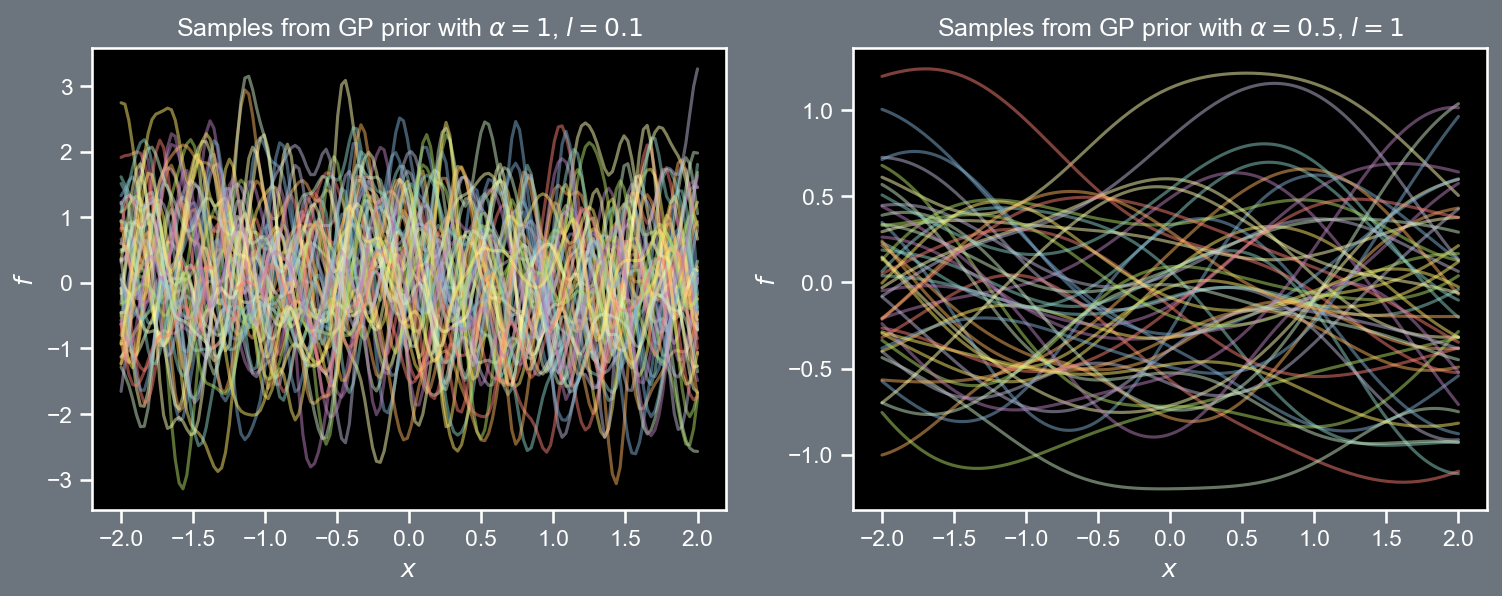 Samples from GP prior with α = 1, l = 0.1
3
2
1
0
−1
−2
−3
f
−2.0 −1.5 −1.0 −0.5 0.0 0.5 1.0 1.5 2.0
x
Samples from GP prior with α = 0.5, l = 1
1.0
0.5
0.0
−0.5
−1.0
f
−2.0 −1.5 −1.0 −0.5 0.0 0.5 1.0 1.5 2.0
x